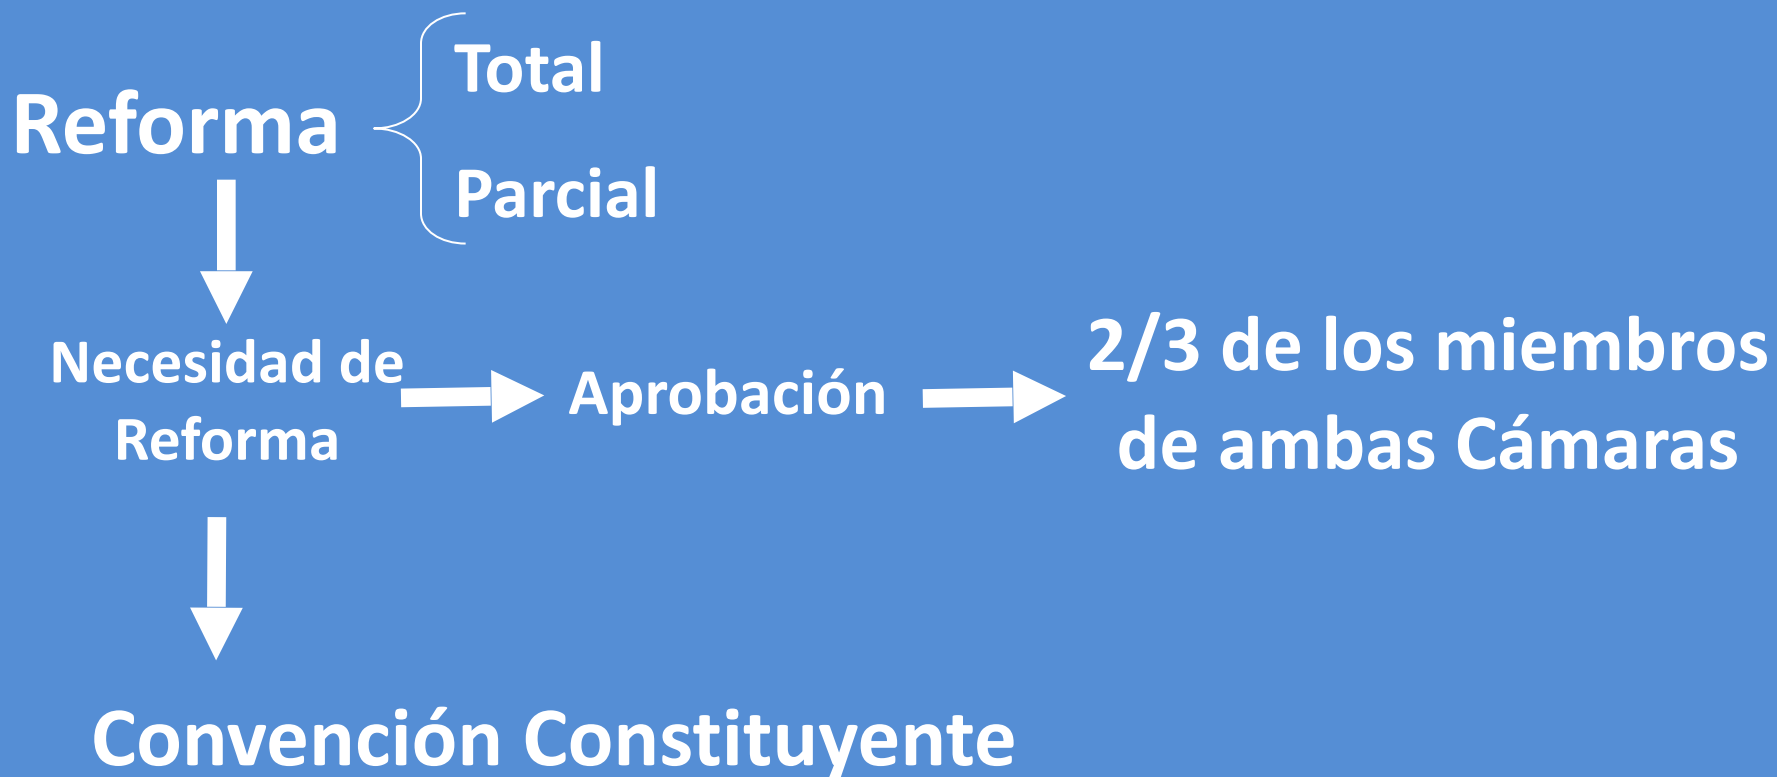 Reforma
Total
Parcial
Necesidad de
Reforma
Aprobación
2/3 de los miembros
de ambas Cámaras
Convención Constituyente